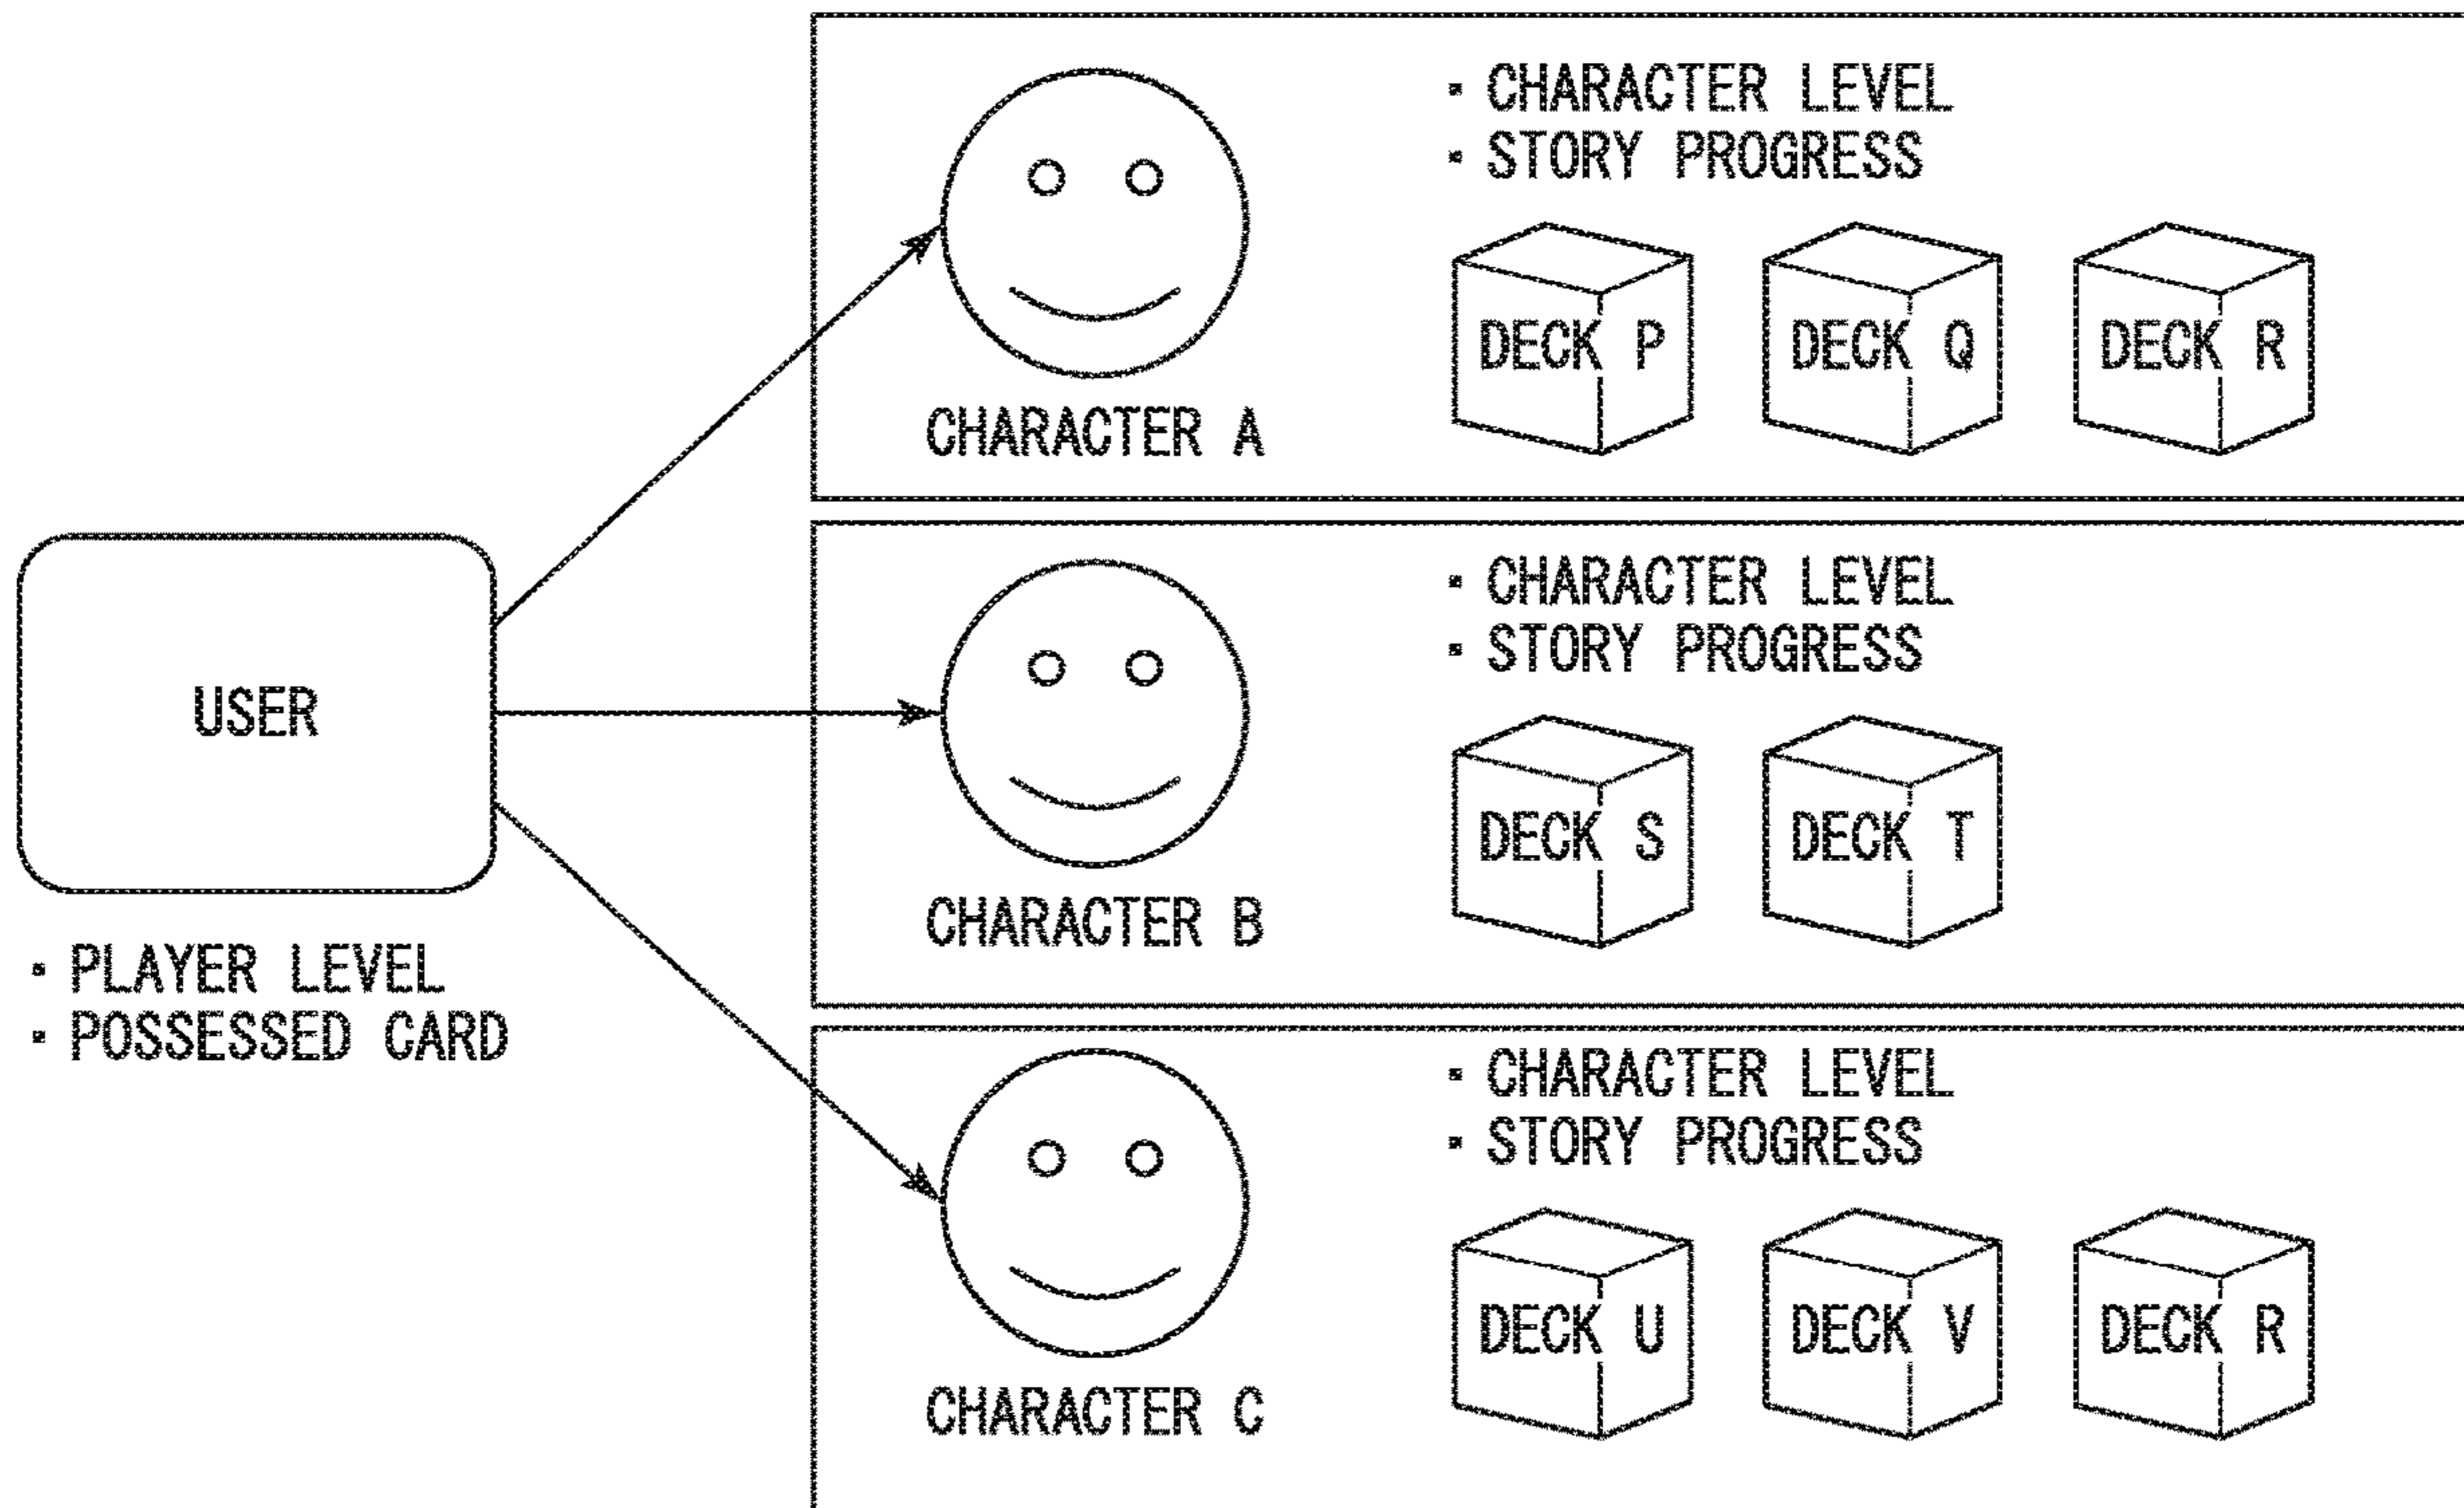 USER
・PLAYER LEVEL
・POSSESSED CARD
CHARACTER A
・CHARACTER LEVEL
・STORY PROGRESS
DECK P
DECK Q
DECK R
CHARACTER B
・CHARACTER LEVEL
・STORY PROGRESS
DECK S
DECK T
CHARACTER C
・CHARACTER LEVEL
・STORY PROGRESS
DECK U
DECK V
DECK R